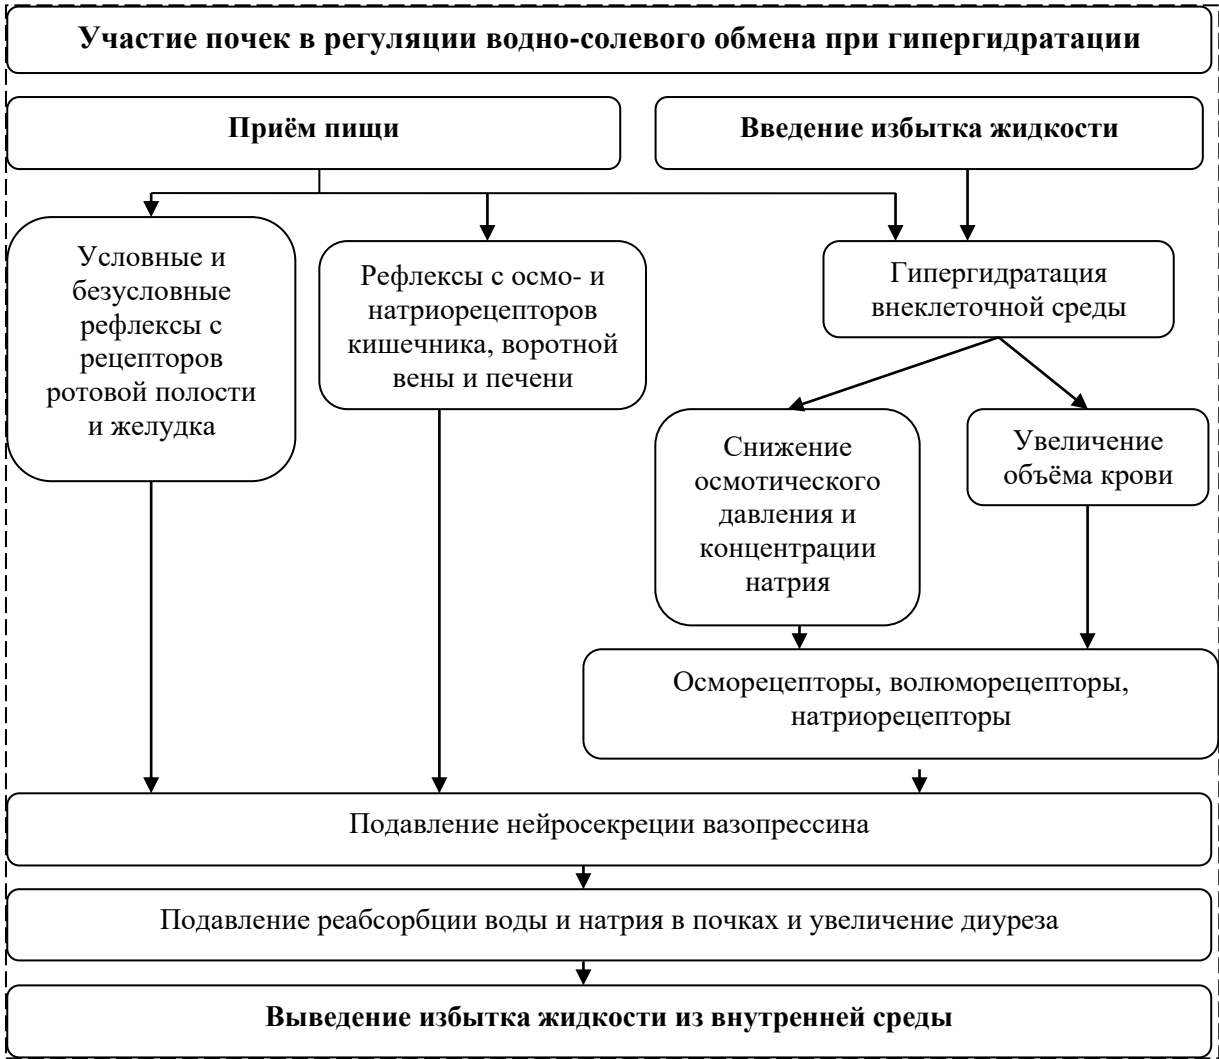 Участие почек в регуляции водно-солевого обмена при гипергидратации
Приём пищи
Введение избытка жидкости
Условные и
безусловные
рефлексы с
рецепторов
ротовой полости
и желудка
Рефлексы с осмо- и
натриорецепторов
кишечника, воротной
вены и печени
Гипергидратация
внеклеточной среды
Снижение
осмотического
давления и
концентрации
натрия
Увеличение
объёма крови
Осморецепторы, волюморецепторы,
натриорецепторы
Подавление нейросекреции вазопрессина
Подавление реабсорбции воды и натрия в почках и увеличение диуреза
Выведение избытка жидкости из внутренней среды